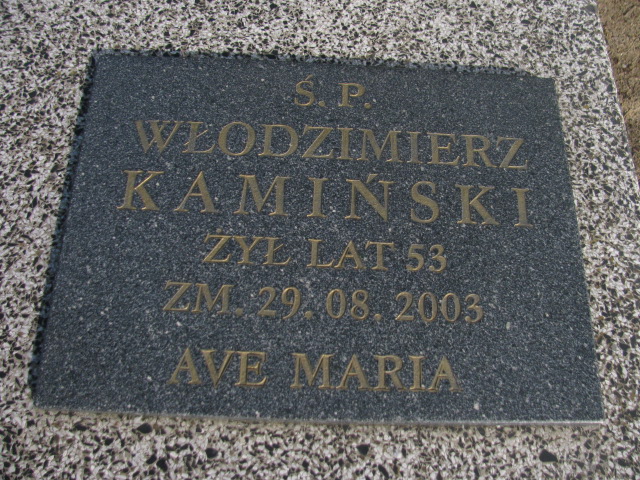 Ś. P.
WŁODZIMIERZ
KAMIŃSKI
ŻYŁ LAT 53
ZM. 29. 08. 2003
AVE MARIA